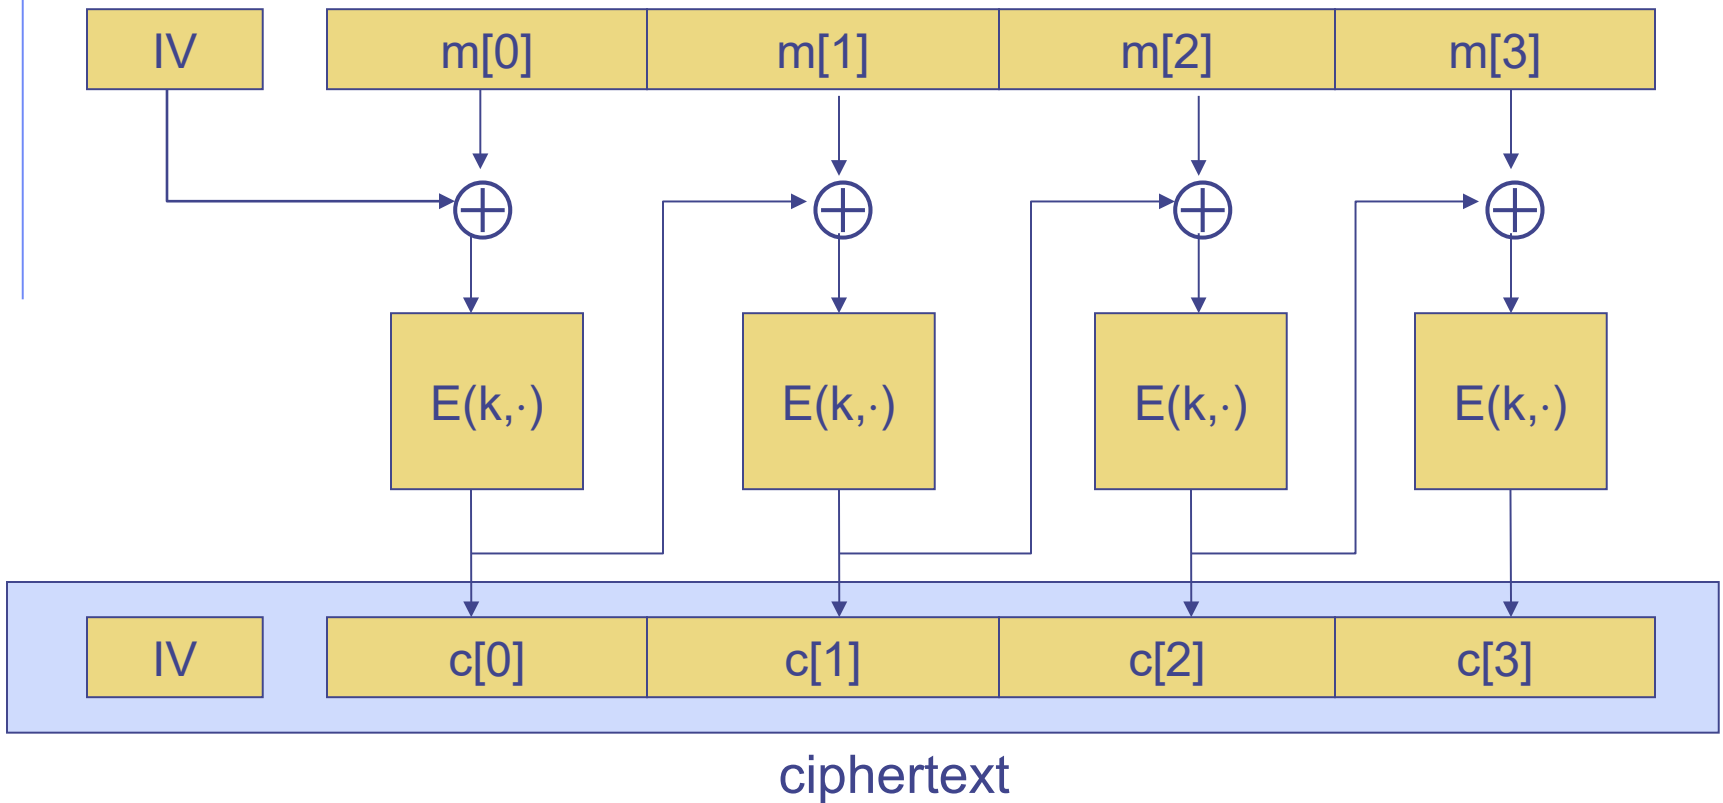 IV m[0] m[1] m[2] m[3]
E(k,·) E(k,·) E(k,·) E(k,·)
IV c[0] c[1] c[2] c[3]
ciphertext